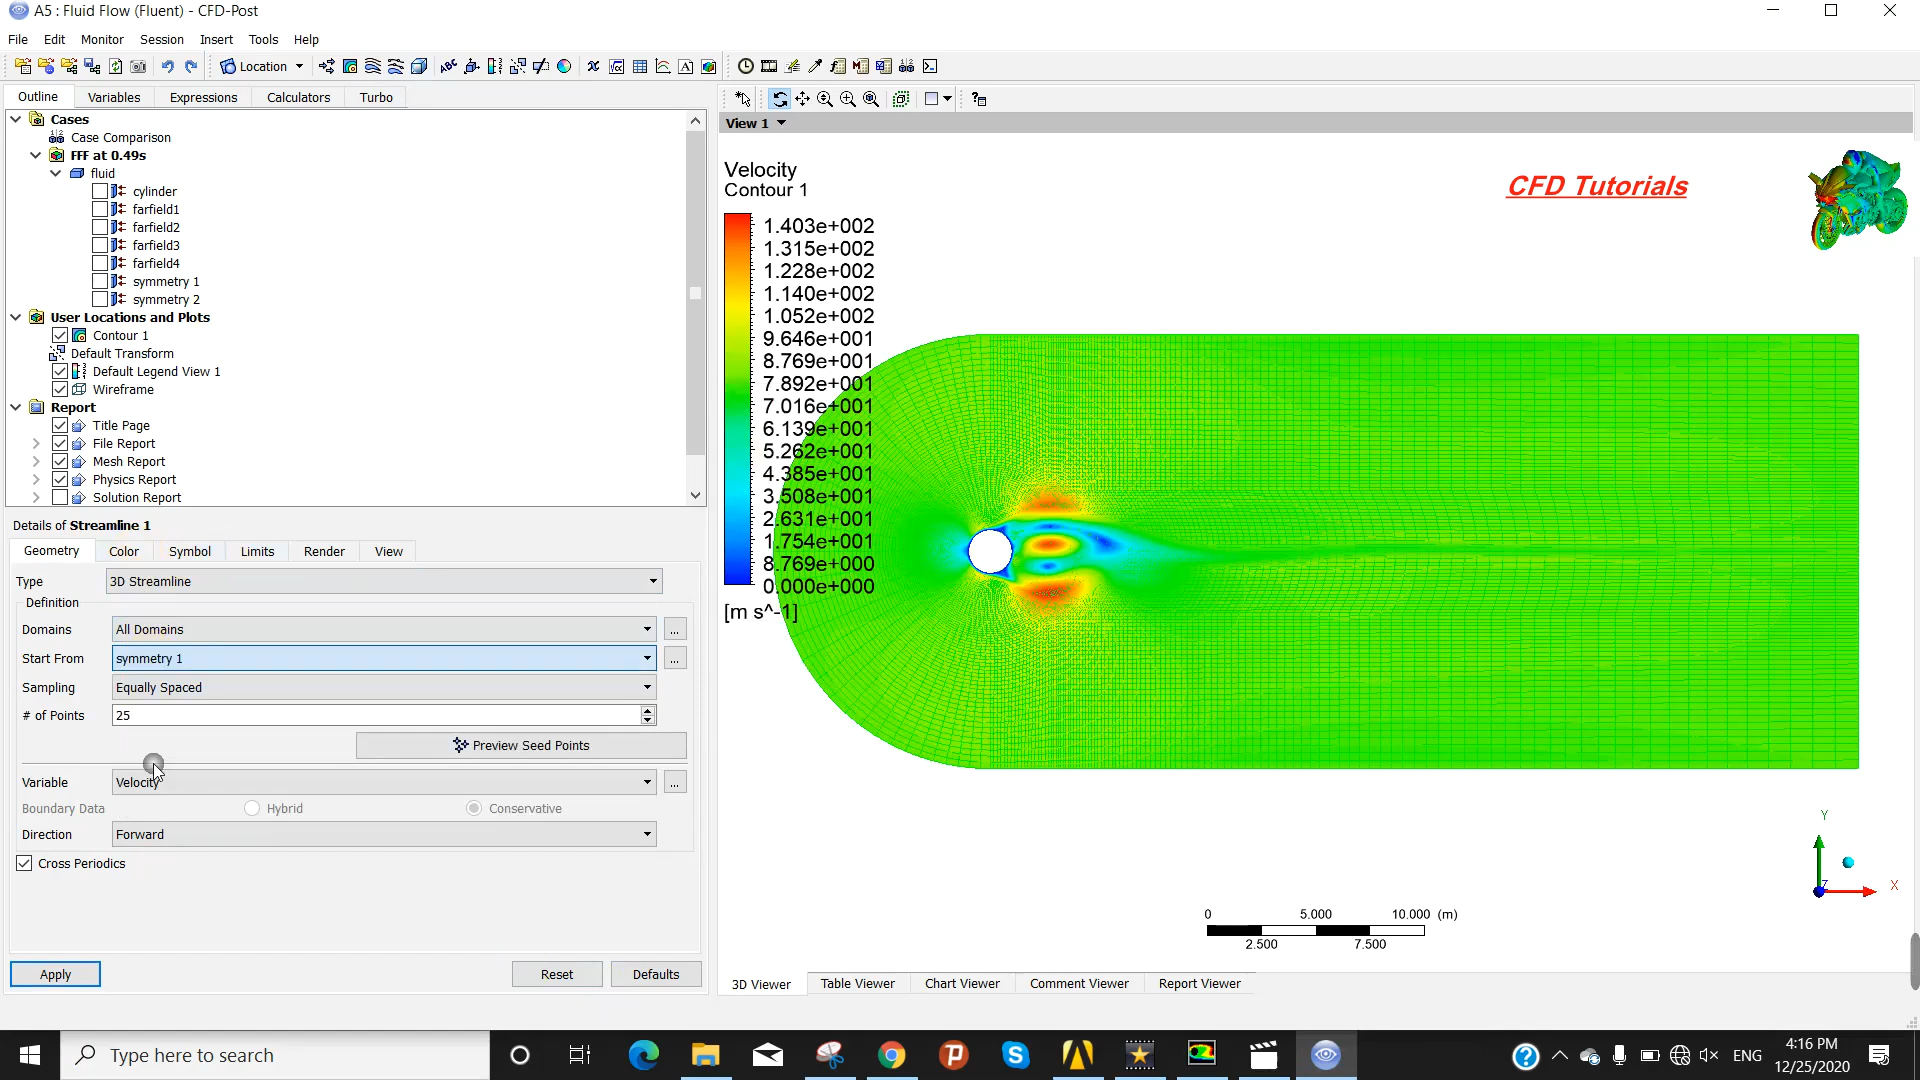 A5 : Fluid Flow (Fluent) - CFD-Post
File Edit Monitor Session Insert Tools Help
Location
Outline Variables Expressions Calculators Turbo
Cases
Case Comparison
FFF at 0.49s
fluid
cylinder
farfield1
farfield2
farfield3
farfield4
symmetry 1
symmetry 2
User Locations and Plots
Contour 1
Default Transform
Default Legend View 1
Wireframe
Report
Title Page
File Report
Mesh Report
Physics Report
Solution Report
Details of Streamline 1
Geometry Color Symbol Limits Render View
Type 3D Streamline
Definition
Domains All Domains ...
Start From symmetry 1 ...
Sampling Equally Spaced
# of Points 25
Preview Seed Points
Variable Velocity ...
Boundary Data Hybrid Conservative
Direction Forward
Cross Periodics
Apply Reset Defaults
View 1
Velocity
Contour 1
1.403e+002
1.315e+002
1.228e+002
1.140e+002
1.052e+002
9.646e+001
8.769e+001
7.892e+001
7.016e+001
6.139e+001
5.262e+001
4.385e+001
3.508e+001
2.631e+001
1.754e+001
8.769e+000
0.000e+000
[m s^-1]
CFD Tutorials
Y
Z X
0 5.000 10.000 (m)
2.500 7.500
3D Viewer Table Viewer Chart Viewer Comment Viewer Report Viewer
Type here to search
ENG
4:16 PM
12/25/2020